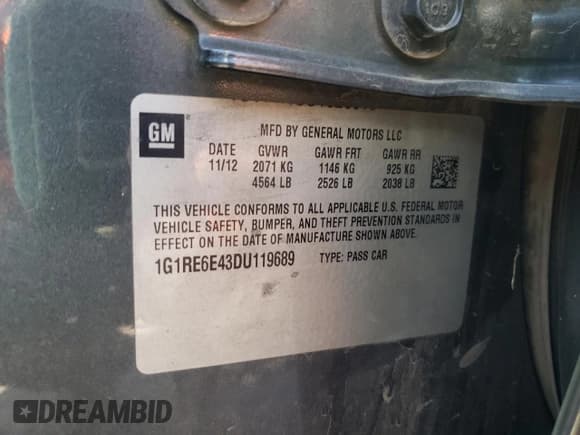 109
GM
MFD BY GENERAL MOTORS LLC
DATE GVWR GAWR FRT GAWR RR
11/12 2071 KG 1146 KG 925 KG
4564 LB 2526 LB 2038 LB
THIS VEHICLE CONFORMS TO ALL APPLICABLE U.S. FEDERAL MOTOR
VEHICLE SAFETY, BUMPER, AND THEFT PREVENTION STANDARDS IN
EFFECT ON THE DATE OF MANUFACTURE SHOWN ABOVE.
1G1RE6E43DU119689 TYPE: PASS CAR
DREAMBID